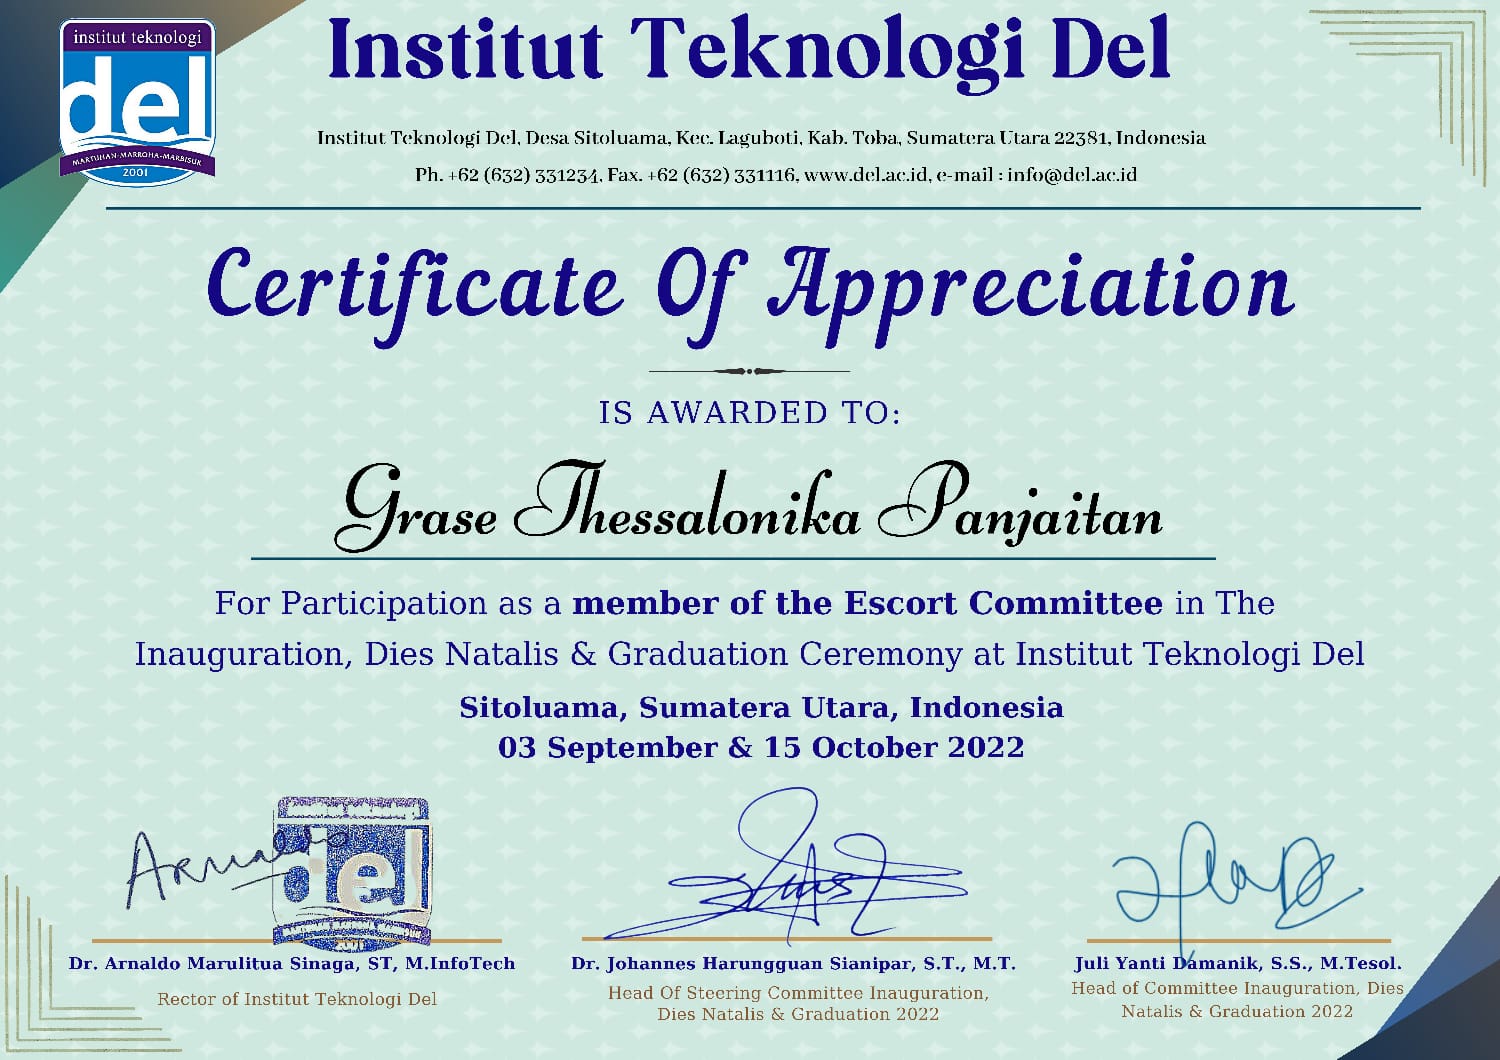 institut teknologi
del
MARTUHAN-MARROHA-MARBISUK
2001
Institut Teknologi Del
Institut Teknologi Del, Desa Sitoluama, Kec. Laguboti, Kab. Toba, Sumatera Utara 22381, Indonesia
Ph. +62 (632) 331234, Fax. +62 (632) 331116, www.del.ac.id, e-mail : info@del.ac.id
Certificate Of Appreciation
IS AWARDED TO:
Grase Thessalonika Panjaitan
For Participation as a member of the Escort Committee in The
Inauguration, Dies Natalis & Graduation Ceremony at Institut Teknologi Del
Sitoluama, Sumatera Utara, Indonesia
03 September & 15 October 2022
Arnaldo
del
Dr. Arnaldo Marulitua Sinaga, ST, M.InfoTech
Rector of Institut Teknologi Del
Dr. Johannes Harungguan Sianipar, S.T., M.T.
Head Of Steering Committee Inauguration,
Dies Natalis & Graduation 2022
Juli Yanti Damanik, S.S., M.Tesol.
Head of Committee Inauguration, Dies
Natalis & Graduation 2022